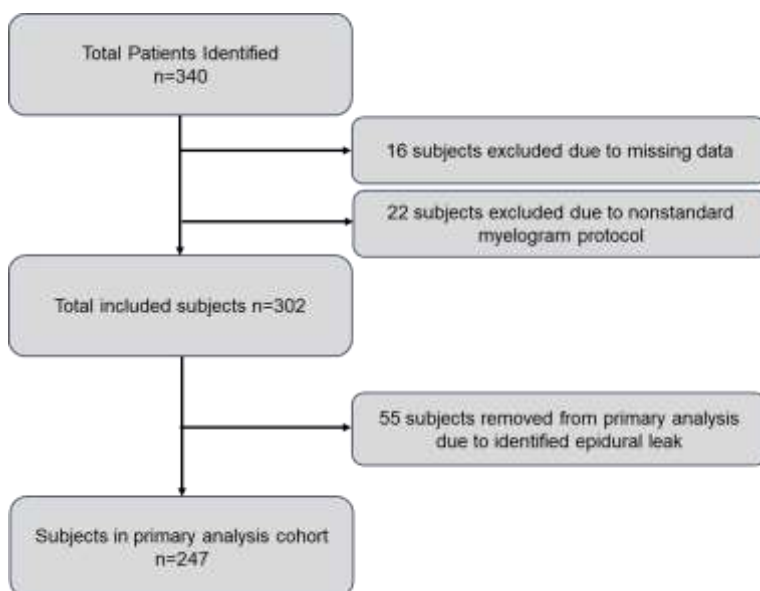 Total Patients Identified
n=340
16 subjects excluded due to missing data
22 subjects excluded due to nonstandard
myelogram protocol
Total included subjects n=302
55 subjects removed from primary analysis
due to identified epidural leak
Subjects in primary analysis cohort
n=247